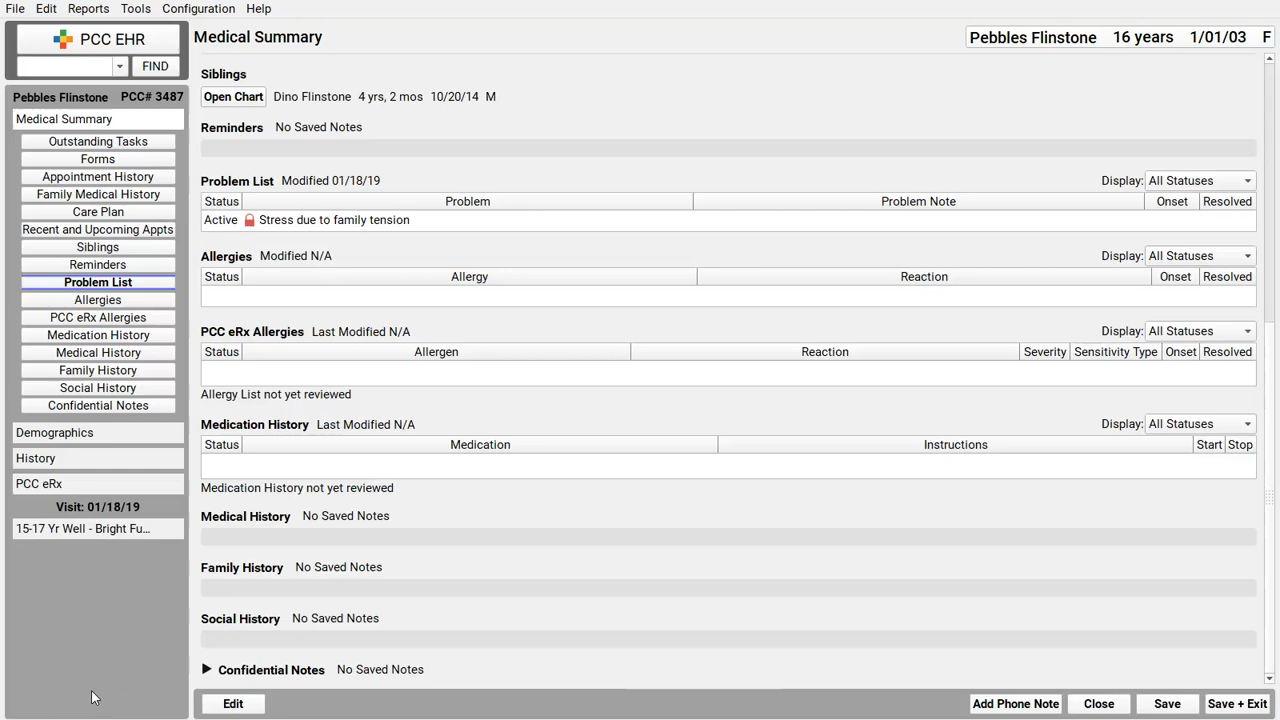 File Edit Reports Tools Configuration Help
PCC EHR
FIND
Pebbles Flinstone PCC# 3487
Medical Summary
Outstanding Tasks
Forms
Appointment History
Family Medical History
Care Plan
Recent and Upcoming Appts
Siblings
Reminders
Problem List
Allergies
PCC eRx Allergies
Medication History
Medical History
Family History
Social History
Confidential Notes
Demographics
History
PCC eRx
Visit: 01/18/19
15-17 Yr Well - Bright Fu...
Medical Summary
Pebbles Flinstone 16 years 1/01/03 F
Siblings
Open Chart Dino Flinstone 4 yrs, 2 mos 10/20/14 M
Reminders No Saved Notes
Problem List Modified 01/18/19 Display: All Statuses
Status Problem Problem Note Onset Resolved
Active Stress due to family tension
Allergies Modified N/A Display: All Statuses
Status Allergy Reaction Onset Resolved
PCC eRx Allergies Last Modified N/A Display: All Statuses
Status Allergen Reaction Severity Sensitivity Type Onset Resolved
Allergy List not yet reviewed
Medication History Last Modified N/A Display: All Statuses
Status Medication Instructions Start Stop
Medication History not yet reviewed
Medical History No Saved Notes
Family History No Saved Notes
Social History No Saved Notes
Confidential Notes No Saved Notes
Edit Add Phone Note Close Save Save + Exit